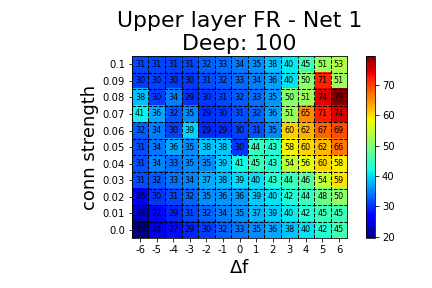 Upper layer FR - Net 1
Deep: 100
conn strength
0.1 31 31 31 31 32 33 34 35 38 40 45 51 53
0.09 30 30 30 31 31 32 33 34 36 40 50 71 51
0.08 38 30 34 29 30 31 32 33 35 50 51 74
0.07 41 36 32 35 29 30 31 32 36 51 65 71 74
0.06 32 34 30 39 29 29 30 31 35 60 62 67 69
0.05 31 34 36 35 38 38 30 44 43 58 60 62 66
0.04 31 34 33 35 35 39 41 45 43 54 56 60 58
0.03 31 32 33 34 37 39 40 43 44 46 54 59
0.02 26 30 31 32 35 35 36 36 39 42 44 48 50
0.01 27 29 31 32 34 35 37 39 40 42 45 45
0.0 24 27 29 30 32 35 36 38 40 42 45
-6 -5 -4 -3 -2 -1 0 1 2 3 4 5 6
Δf
70
60
50
40
30
20